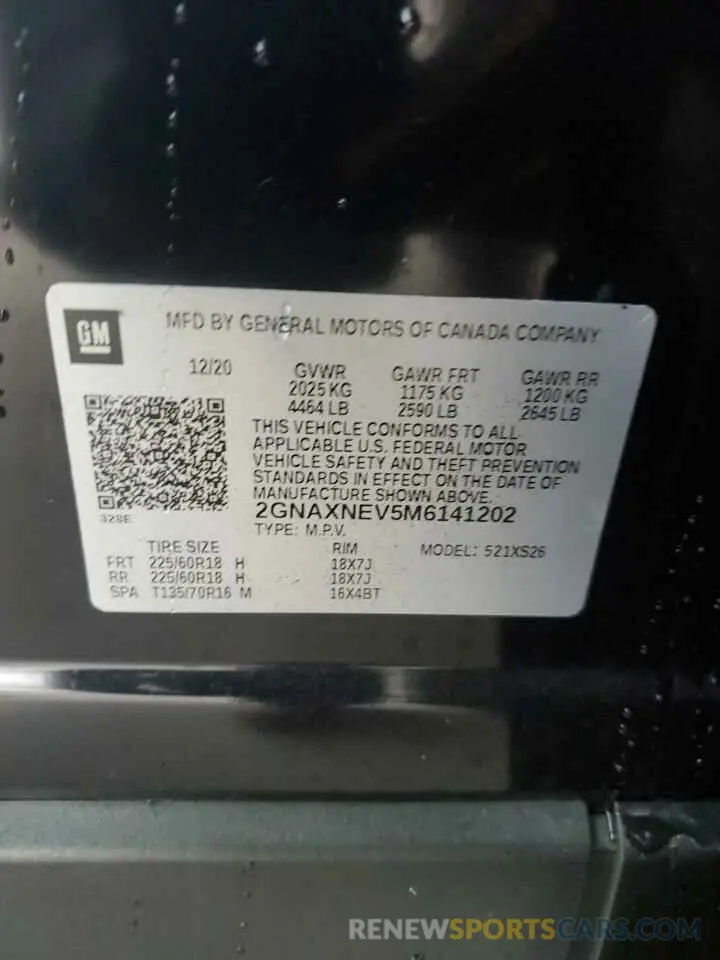 GM
MFD BY GENERAL MOTORS OF CANADA COMPANY
12/20 GVWR GAWR FRT GAWR RR
2025 KG 1175 KG 1200 KG
4464 LB 2590 LB 2645 LB
THIS VEHICLE CONFORMS TO ALL
APPLICABLE U.S. FEDERAL MOTOR
VEHICLE SAFETY AND THEFT PREVENTION
STANDARDS IN EFFECT ON THE DATE OF
MANUFACTURE SHOWN ABOVE.
328E 2GNAXNEV5M6141202
TYPE: M.P.V.
TIRE SIZE RIM MODEL: 521XS26
FRT 225/60R18 H 18X7J
RR 225/60R18 H 18X7J
SPA T135/70R16 M 16X4BT
RENEWSPORTSCARS.COM